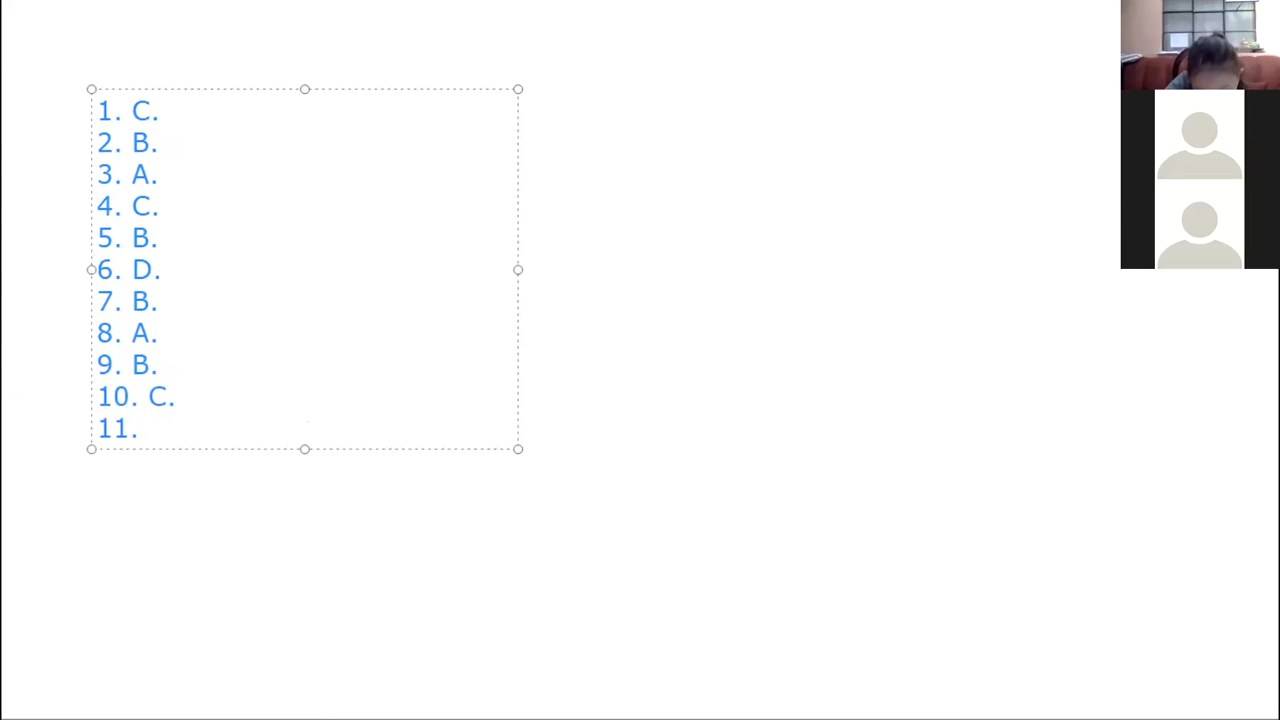 1. C.
2. B.
3. A.
4. C.
5. B.
6. D.
7. B.
8. A.
9. B.
10. C.
11.